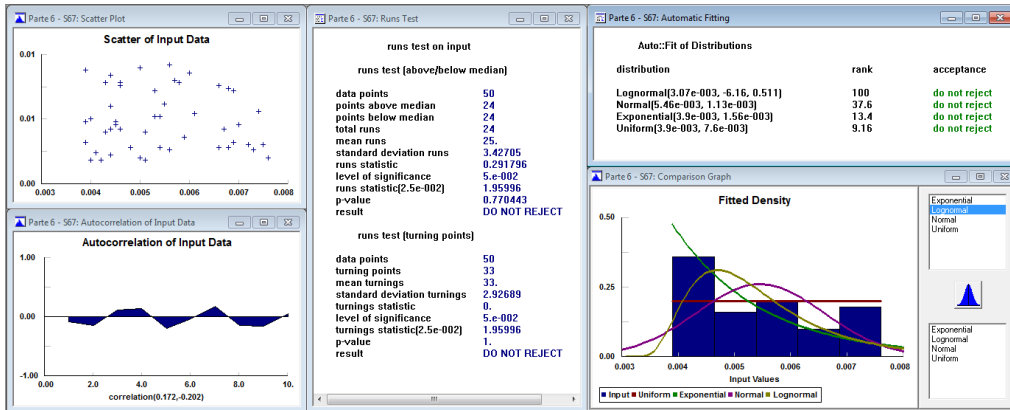 Parte 6 - S67: Scatter Plot
Scatter of Input Data
0.01
0.01
0.00
0.003 0.004 0.005 0.006 0.007 0.008
Parte 6 - S67: Autocorrelation of Input Data
Autocorrelation of Input Data
1.00
0.00
-1.00
0.00 2.0 4.0 6.0 8.0 10.
correlation(0.172,-0.202)
Parte 6 - S67: Runs Test
runs test on input
runs test (above/below median)
data points 50
points above median 24
points below median 24
total runs 24
mean runs 25.
standard deviation runs 3.42705
runs statistic 0.291796
level of significance 5.e-002
runs statistic(2.5e-002) 1.95996
p-value 0.770443
result DO NOT REJECT
runs test (turning points)
data points 50
turning points 33
mean turnings 33.
standard deviation turnings 2.92689
turnings statistic 0.
level of significance 5.e-002
turnings statistic(2.5e-002) 1.95996
p-value 1.
result DO NOT REJECT
Parte 6 - S67: Automatic Fitting
Auto::Fit of Distributions
distribution rank acceptance
Lognormal(3.07e-003, -6.16, 0.511) 100 do not reject
Normal(5.46e-003, 1.13e-003) 37.6 do not reject
Exponential(3.9e-003, 1.56e-003) 13.4 do not reject
Uniform(3.9e-003, 7.6e-003) 9.16 do not reject
Parte 6 - S67: Comparison Graph
Fitted Density
0.50
0.25
0.00
0.003 0.004 0.005 0.006 0.007 0.008
Input Values
Input Uniform Exponential Normal Lognormal
Exponential
Lognormal
Normal
Uniform
Exponential
Lognormal
Normal
Uniform